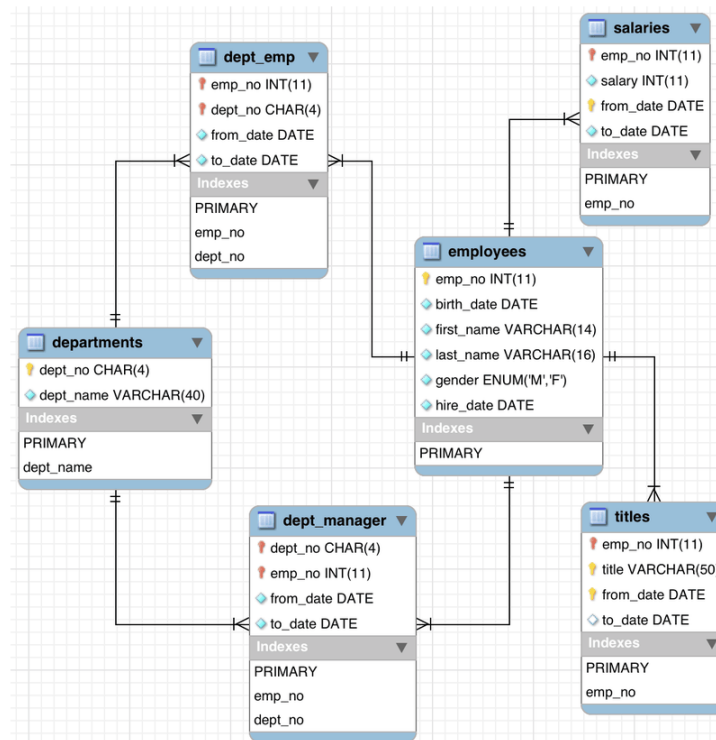 dept_emp
emp_no INT(11)
dept_no CHAR(4)
from_date DATE
to_date DATE
Indexes
PRIMARY
emp_no
dept_no
salaries
emp_no INT(11)
salary INT(11)
from_date DATE
to_date DATE
Indexes
PRIMARY
emp_no
employees
emp_no INT(11)
birth_date DATE
first_name VARCHAR(14)
last_name VARCHAR(16)
gender ENUM('M','F')
hire_date DATE
Indexes
PRIMARY
departments
dept_no CHAR(4)
dept_name VARCHAR(40)
Indexes
PRIMARY
dept_name
dept_manager
dept_no CHAR(4)
emp_no INT(11)
from_date DATE
to_date DATE
Indexes
PRIMARY
emp_no
dept_no
titles
emp_no INT(11)
title VARCHAR(50
from_date DATE
to_date DATE
Indexes
PRIMARY
emp_no